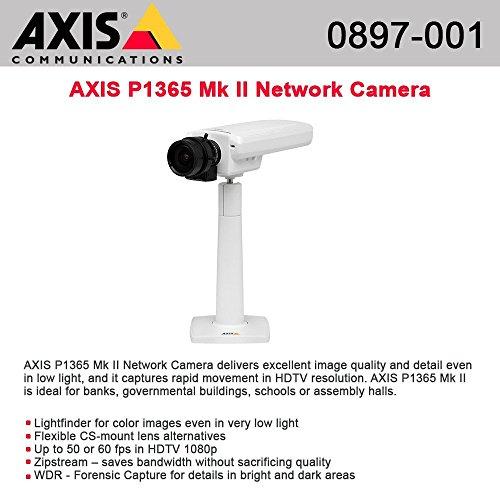 AXIS
COMMUNICATIONS
0897-001
AXIS P1365 Mk II Network Camera
AXIS
AXIS P1365 Mk II Network Camera delivers excellent image quality and detail even
in low light, and it captures rapid movement in HDTV resolution. AXIS P1365 Mk II
is ideal for banks, governmental buildings, schools or assembly halls.
Lightfinder for color images even in very low light
Flexible CS-mount lens alternatives
Up to 50 or 60 fps in HDTV 1080p
Zipstream – saves bandwidth without sacrificing quality
WDR - Forensic Capture for details in bright and dark areas